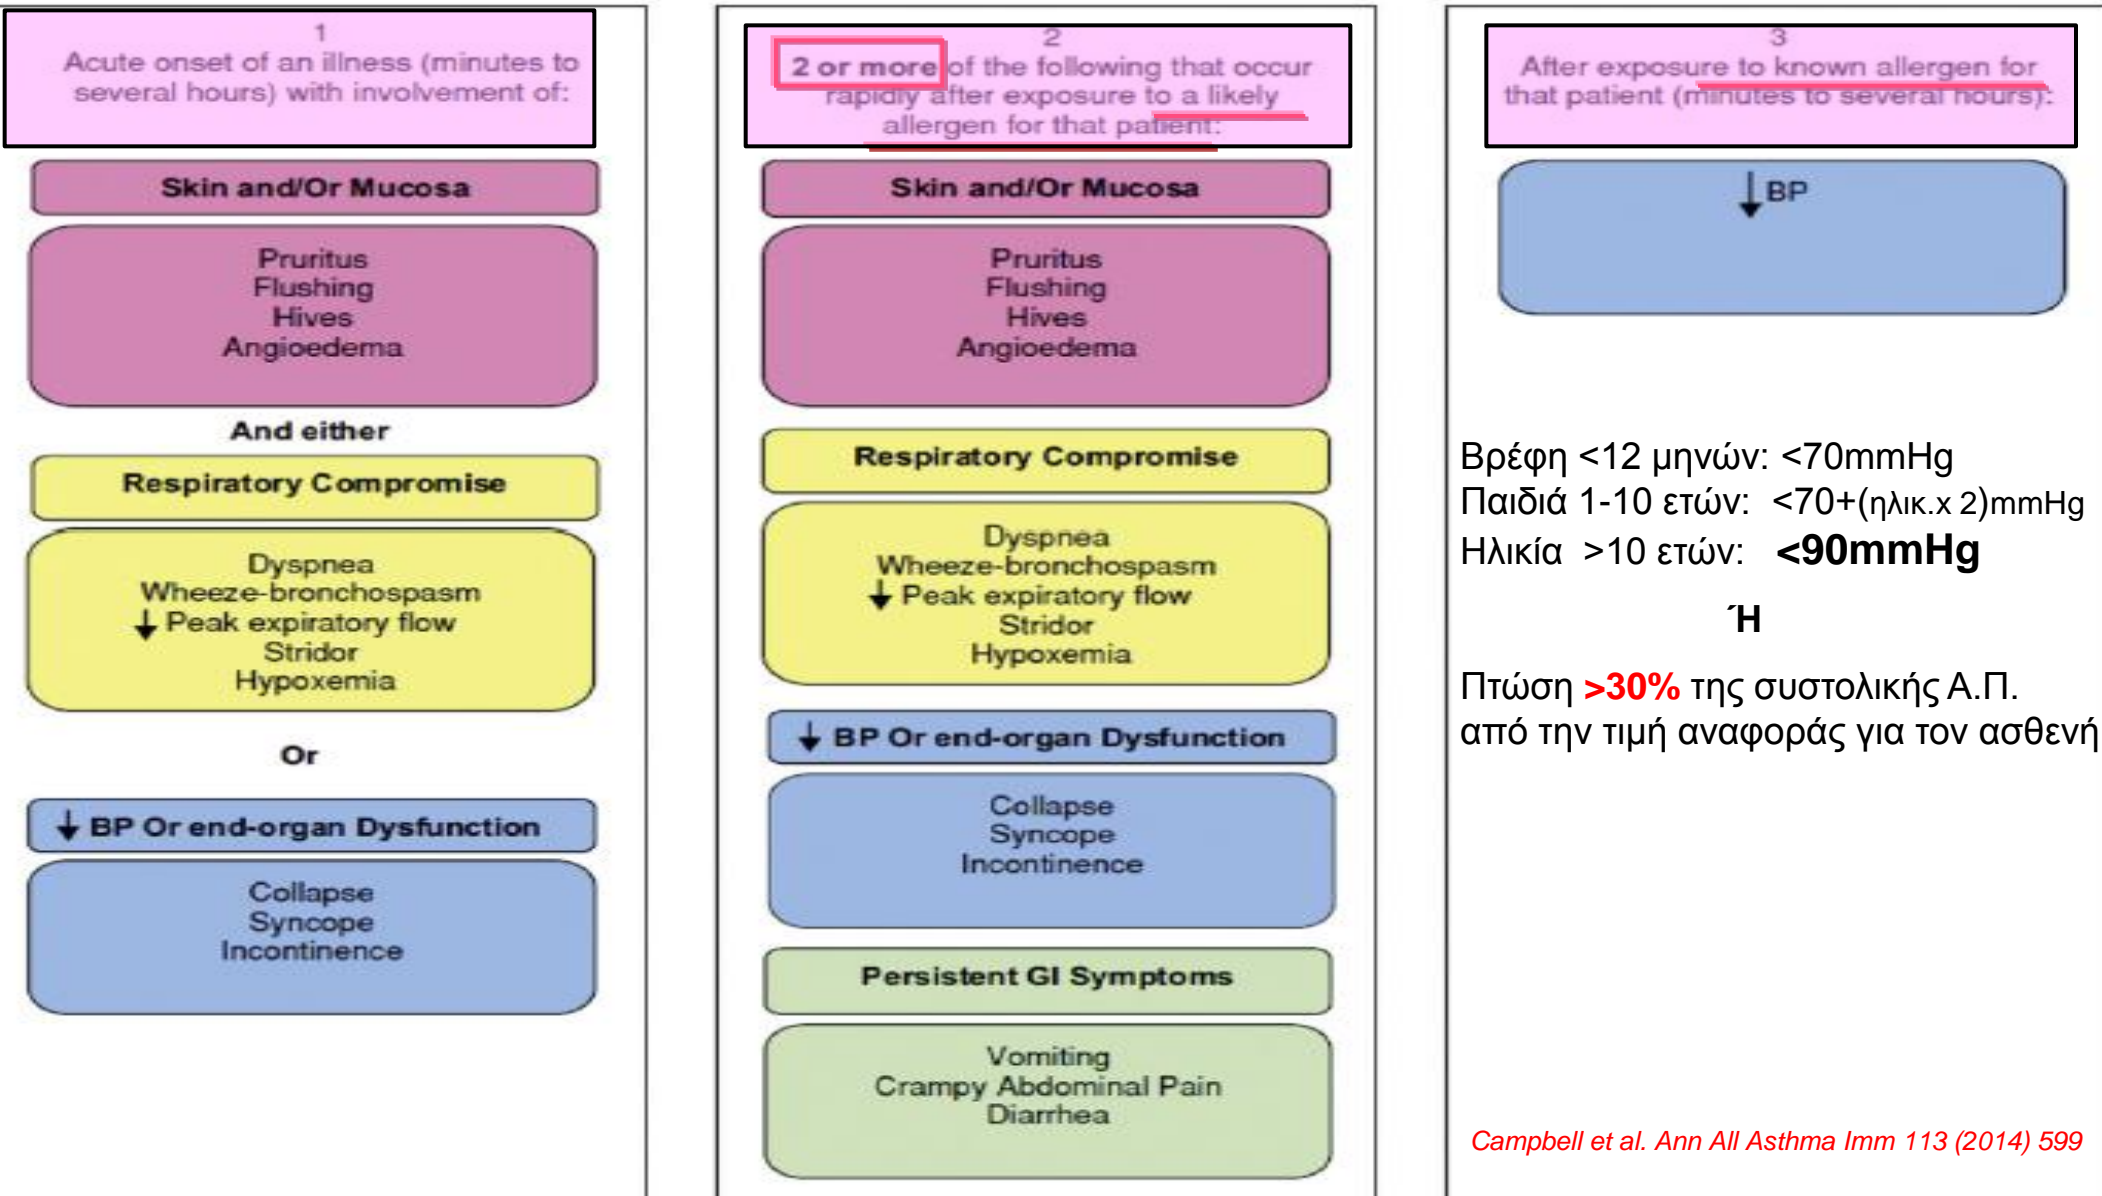 1
Acute onset of an illness (minutes to
several hours) with involvement of:
Skin and/Or Mucosa
Pruritus
Flushing
Hives
Angioedema
And either
Respiratory Compromise
Dyspnea
Wheeze-bronchospasm
↓ Peak expiratory flow
Stridor
Hypoxemia
Or
↓ BP Or end-organ Dysfunction
Collapse
Syncope
Incontinence
2
2 or more of the following that occur
rapidly after exposure to a likely
allergen for that patient:
Skin and/Or Mucosa
Pruritus
Flushing
Hives
Angioedema
Respiratory Compromise
Dyspnea
Wheeze-bronchospasm
↓ Peak expiratory flow
Stridor
Hypoxemia
↓ BP Or end-organ Dysfunction
Collapse
Syncope
Incontinence
Persistent GI Symptoms
Vomiting
Crampy Abdominal Pain
Diarrhea
3
After exposure to known allergen for
that patient (minutes to several hours):
↓ BP
Βρέφη <12 μηνών: <70mmHg
Παιδιά 1-10 ετών: <70+(ηλικ.x 2)mmHg
Ηλικία >10 ετών: <90mmHg
Ή
Πτώση >30% της συστολικής Α.Π.
από την τιμή αναφοράς για τον ασθενή
Campbell et al. Ann All Asthma Imm 113 (2014) 599